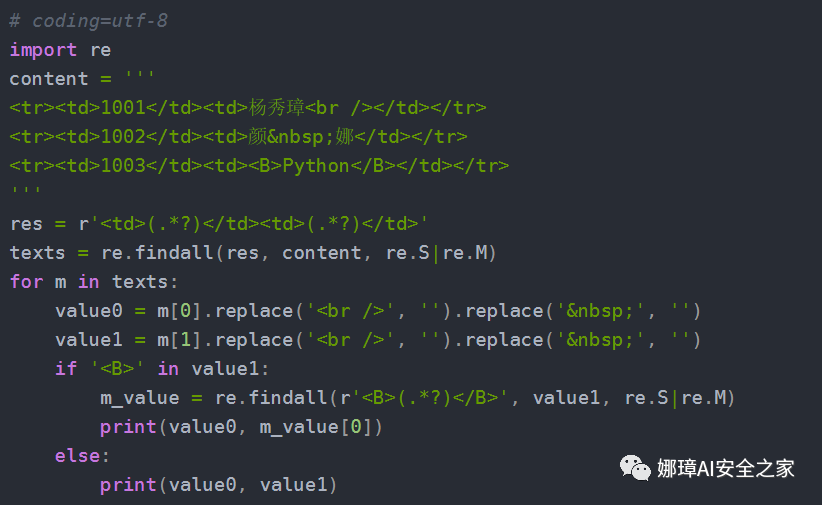 # coding=utf-8
import re
content = '''
<tr><td>1001</td><td>杨秀璋<br /></td></tr>
<tr><td>1002</td><td>颜&nbsp;娜</td></tr>
<tr><td>1003</td><td><B>Python</B></td></tr>
'''
res = r'<td>(.*?)</td><td>(.*?)</td>'
texts = re.findall(res, content, re.S|re.M)
for m in texts:
    value0 = m[0].replace('<br />', '').replace('&nbsp;', '')
    value1 = m[1].replace('<br />', '').replace('&nbsp;', '')
    if '<B>' in value1:
        m_value = re.findall(r'<B>(.*?)</B>', value1, re.S|re.M)
        print(value0, m_value[0])
    else:
        print(value0, value1)
娜璋AI安全之家